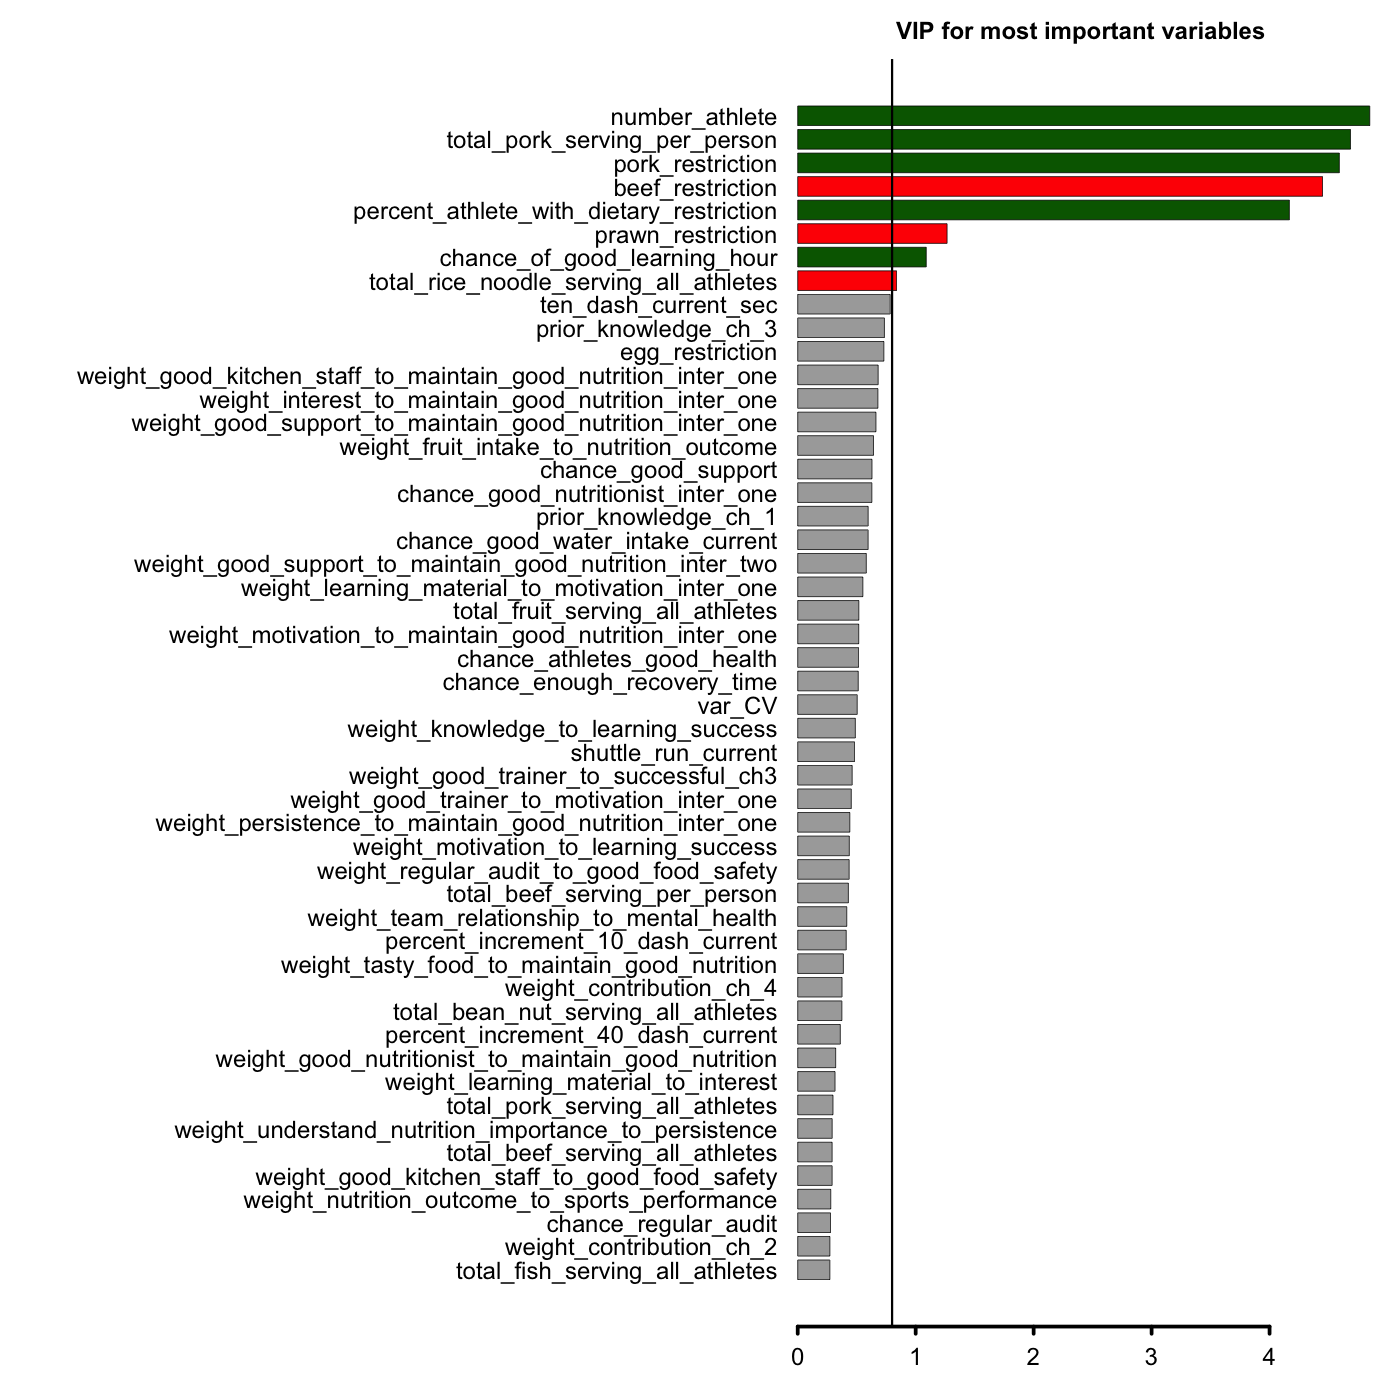 VIP for most important variables
number_athlete
total_pork_serving_per_person
pork_restriction
beef_restriction
percent_athlete_with_dietary_restriction
prawn_restriction
chance_of_good_learning_hour
total_rice_noodle_serving_all_athletes
ten_dash_current_sec
prior_knowledge_ch_3
egg_restriction
weight_good_kitchen_staff_to_maintain_good_nutrition_inter_one
weight_interest_to_maintain_good_nutrition_inter_one
weight_good_support_to_maintain_good_nutrition_inter_one
weight_fruit_intake_to_nutrition_outcome
chance_good_support
chance_good_nutritionist_inter_one
prior_knowledge_ch_1
chance_good_water_intake_current
weight_good_support_to_maintain_good_nutrition_inter_two
weight_learning_material_to_motivation_inter_one
total_fruit_serving_all_athletes
weight_motivation_to_maintain_good_nutrition_inter_one
chance_athletes_good_health
chance_enough_recovery_time
var_CV
weight_knowledge_to_learning_success
shuttle_run_current
weight_good_trainer_to_successful_ch3
weight_good_trainer_to_motivation_inter_one
weight_persistence_to_maintain_good_nutrition_inter_one
weight_motivation_to_learning_success
weight_regular_audit_to_good_food_safety
total_beef_serving_per_person
weight_team_relationship_to_mental_health
percent_increment_10_dash_current
weight_tasty_food_to_maintain_good_nutrition
weight_contribution_ch_4
total_bean_nut_serving_all_athletes
percent_increment_40_dash_current
weight_good_nutritionist_to_maintain_good_nutrition
weight_learning_material_to_interest
total_pork_serving_all_athletes
weight_understand_nutrition_importance_to_persistence
total_beef_serving_all_athletes
weight_good_kitchen_staff_to_good_food_safety
weight_nutrition_outcome_to_sports_performance
chance_regular_audit
weight_contribution_ch_2
total_fish_serving_all_athletes
0 1 2 3 4